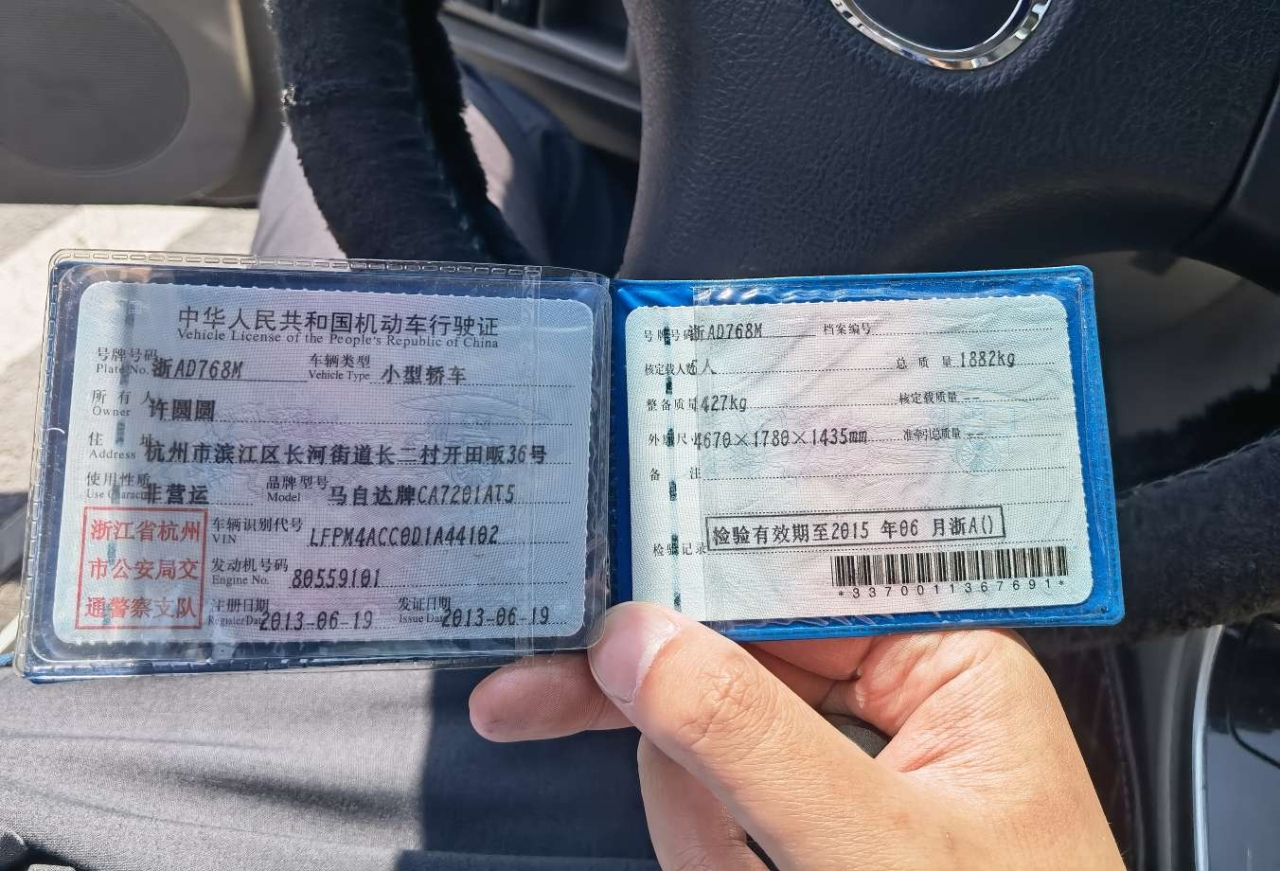 中华人民共和国机动车行驶证
Vehicle License of the People's Republic of China
号牌号码 浙AD768M 车辆类型 小型轿车
Plate No. Vehicle Type
所有人 许圆圆
Owner
住 址 杭州市滨江区长河街道长二村开田畈36号
Address
使用性质 非营运 品牌型号 马自达牌CA7201AT5
Use Charact Model
浙江省杭州
市公安局交
通警察支队
车辆识别代号 LFPM4ACC0D1A44102
VIN
发动机号码 80559101
Engine No.
注册日期 2013-06-19 发证日期 2013-06-19
Register Date Issue Date
号牌号码 浙AD768M 档案编号
核定载人数 5人 总质量 1882kg
整备质量 1427kg 核定载质量 --
外廓尺寸 4670×1780×1435mm 准牵引总质量 --
备 注
检验有效期至2015 年06 月浙A()
检验记录
*3370011367691*